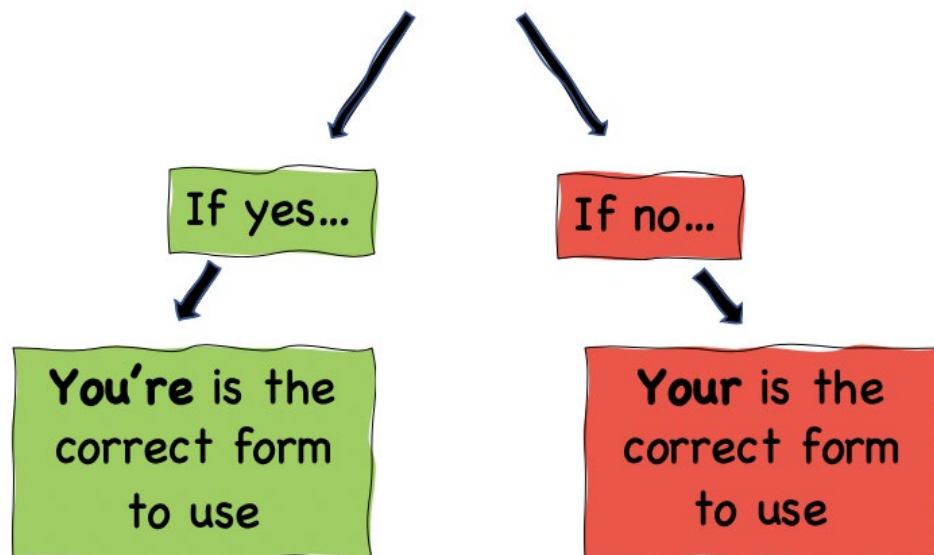 If yes...
If no...
You're is the
correct form
to use
Your is the
correct form
to use